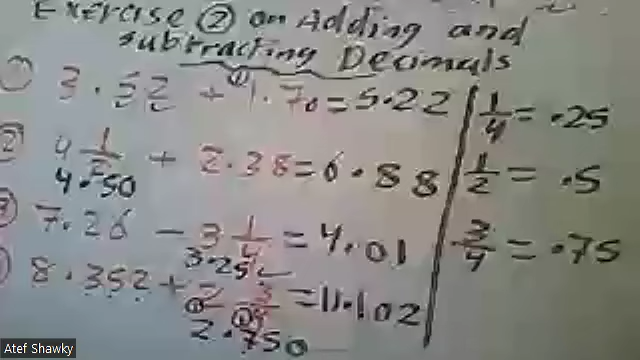 Exercise ② on Adding and
subtracting Decimals
① 3.52 + 1.70 = 5.22
② 4 1/2 + 2.38 = 6.88
4.50
③ 7.26 - 3 1/4 = 4.01
3.25
8.352 + 2 3/4 = 11.102
2.750
1/4 = .25
1/2 = .5
3/4 = .75
Atef Shawky